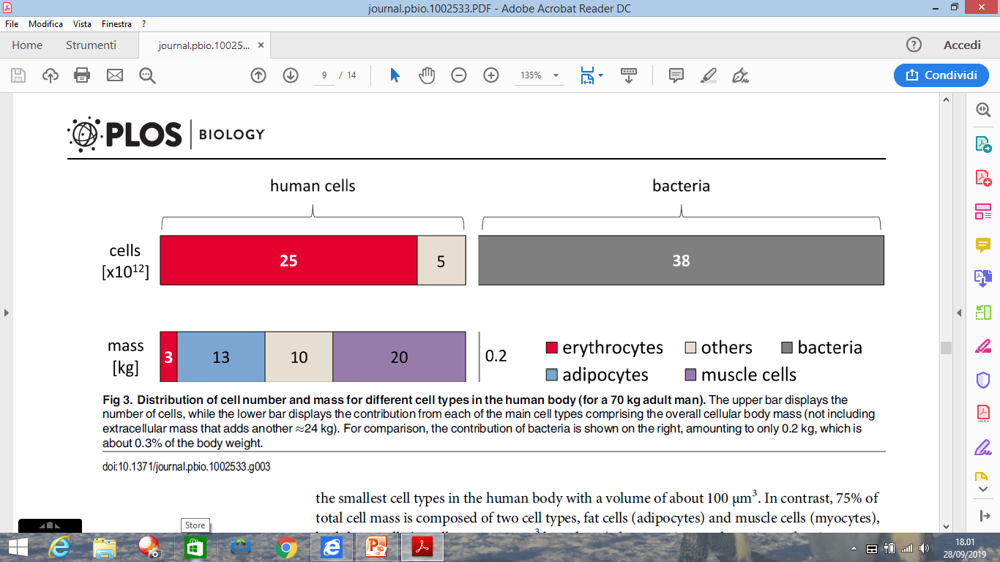 journal.pbio.1002533.PDF - Adobe Acrobat Reader DC
File Modifica Vista Finestra ?
Home Strumenti journal.pbio.10025... × ? Accedi
9 / 14 135% Condividi
PLOS BIOLOGY
human cells bacteria
cells
[x10¹²]
25 5 38
mass
[kg]
3 13 10 20 0.2
erythrocytes others bacteria
adipocytes muscle cells
Fig 3. Distribution of cell number and mass for different cell types in the human body (for a 70 kg adult man). The upper bar displays the
number of cells, while the lower bar displays the contribution from each of the main cell types comprising the overall cellular body mass (not including
extracellular mass that adds another ≈24 kg). For comparison, the contribution of bacteria is shown on the right, amounting to only 0.2 kg, which is
about 0.3% of the body weight.
doi:10.1371/journal.pbio.1002533.g003
the smallest cell types in the human body with a volume of about 100 μm³. In contrast, 75% of
total cell mass is composed of two cell types, fat cells (adipocytes) and muscle cells (myocytes),
Store
18.01
28/09/2019